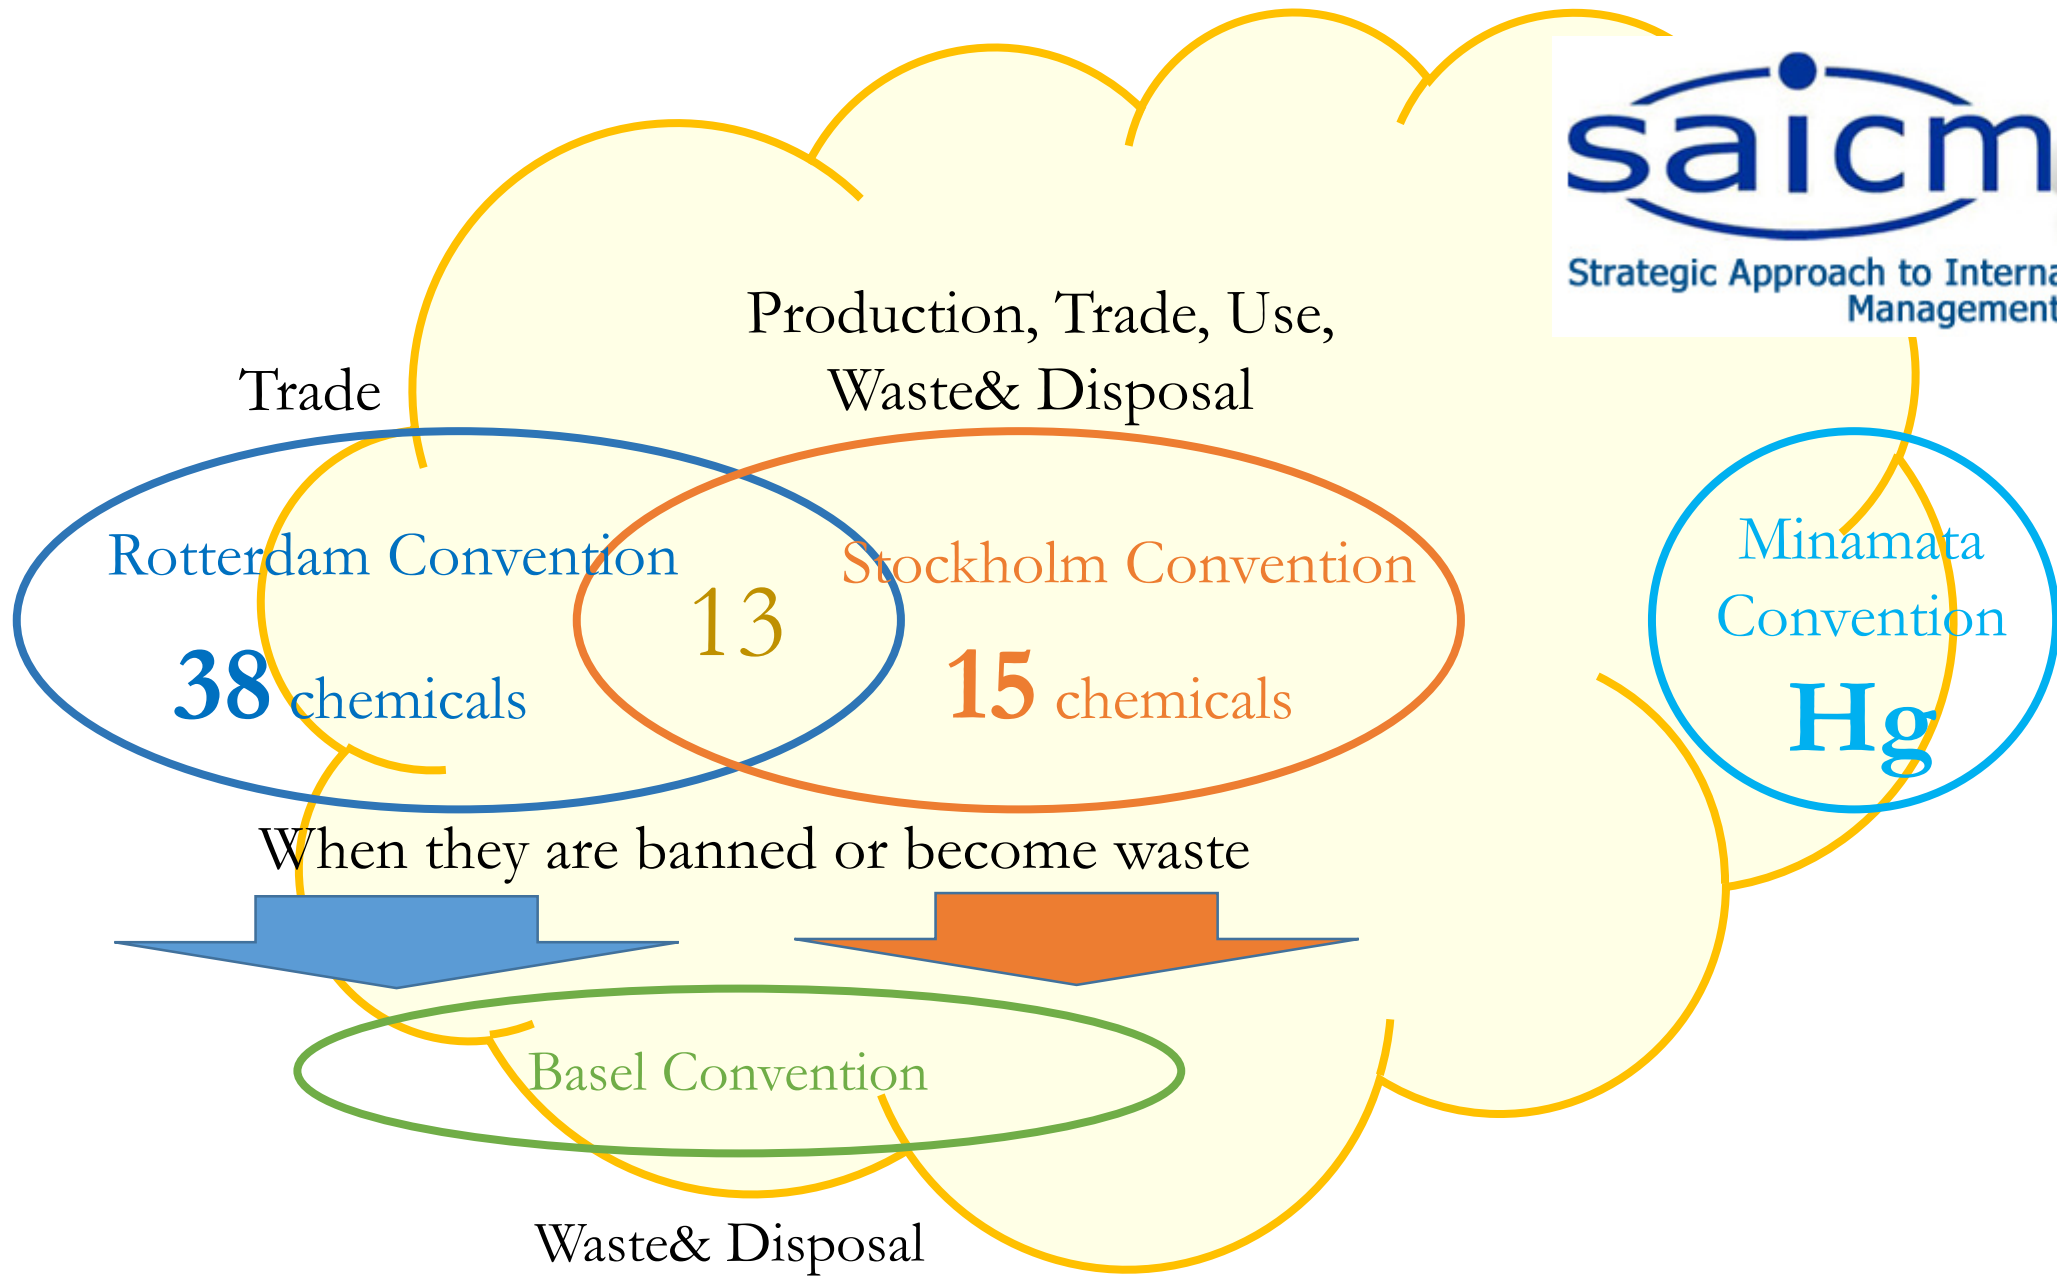 saicm
Strategic Approach to Interna
Management
Production, Trade, Use,
Waste& Disposal
Trade
Rotterdam Convention
38 chemicals
13
Stockholm Convention
15 chemicals
Minamata
Convention
Hg
When they are banned or become waste
Basel Convention
Waste& Disposal